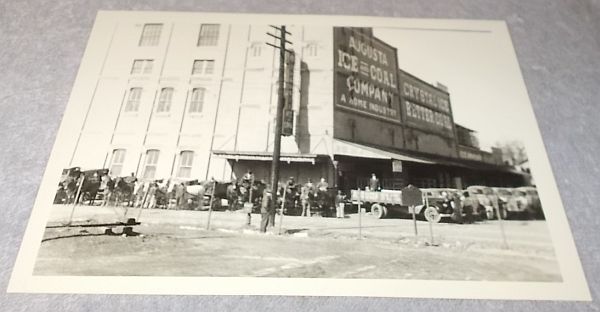 AUGUSTA
ICE AND COAL
COMPANY
A HOME INDUSTRY
CRYSTAL ICE
BETTER COAL